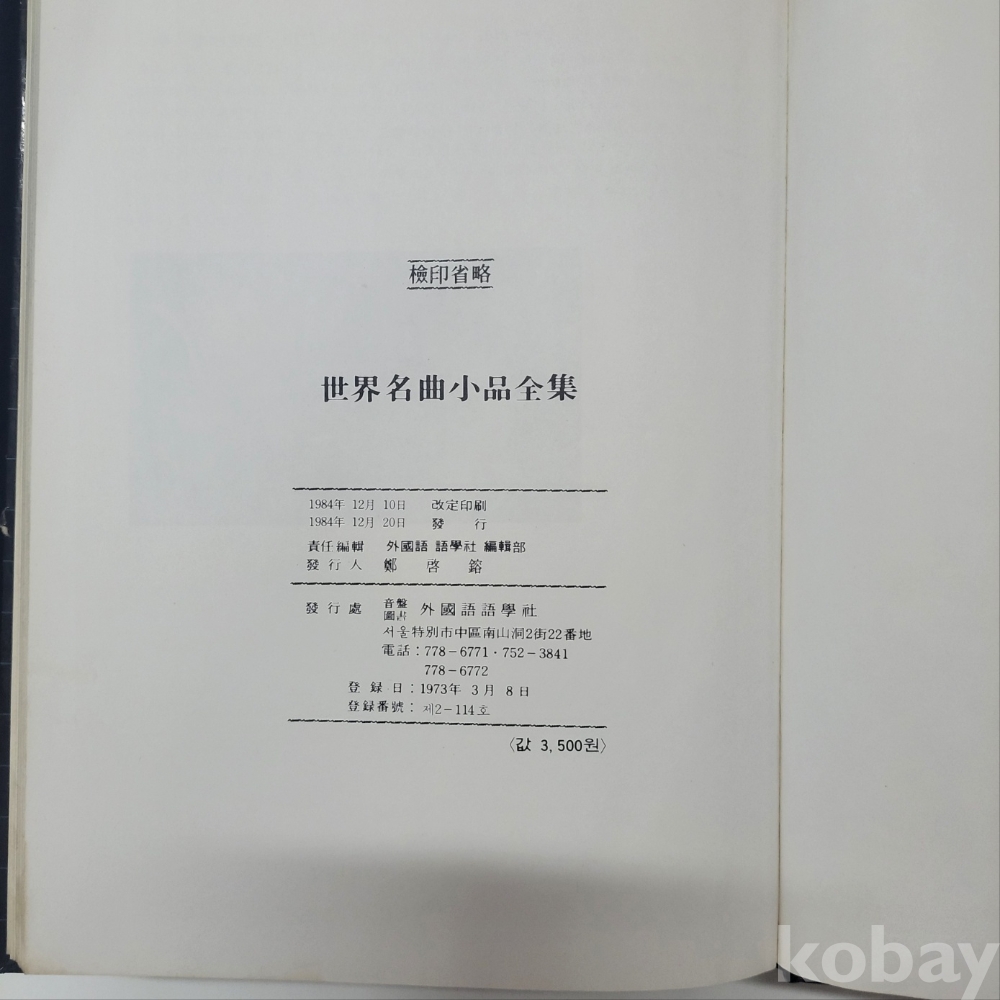 檢印省略
世界名曲小品全集
1984年 12月 10日 改定印刷
1984年 12月 20日 發 行
責任編輯 外國語 語學社 編輯部
發行人 鄭 啓 鎔
發行處 音盤圖書 外國語語學社
서울特別市中區南山洞2街22番地
電話:778-6771·752-3841
778-6772
登錄日:1973年 3月 8日
登錄番號:제2-114호
〈값 3,500원〉
kobay